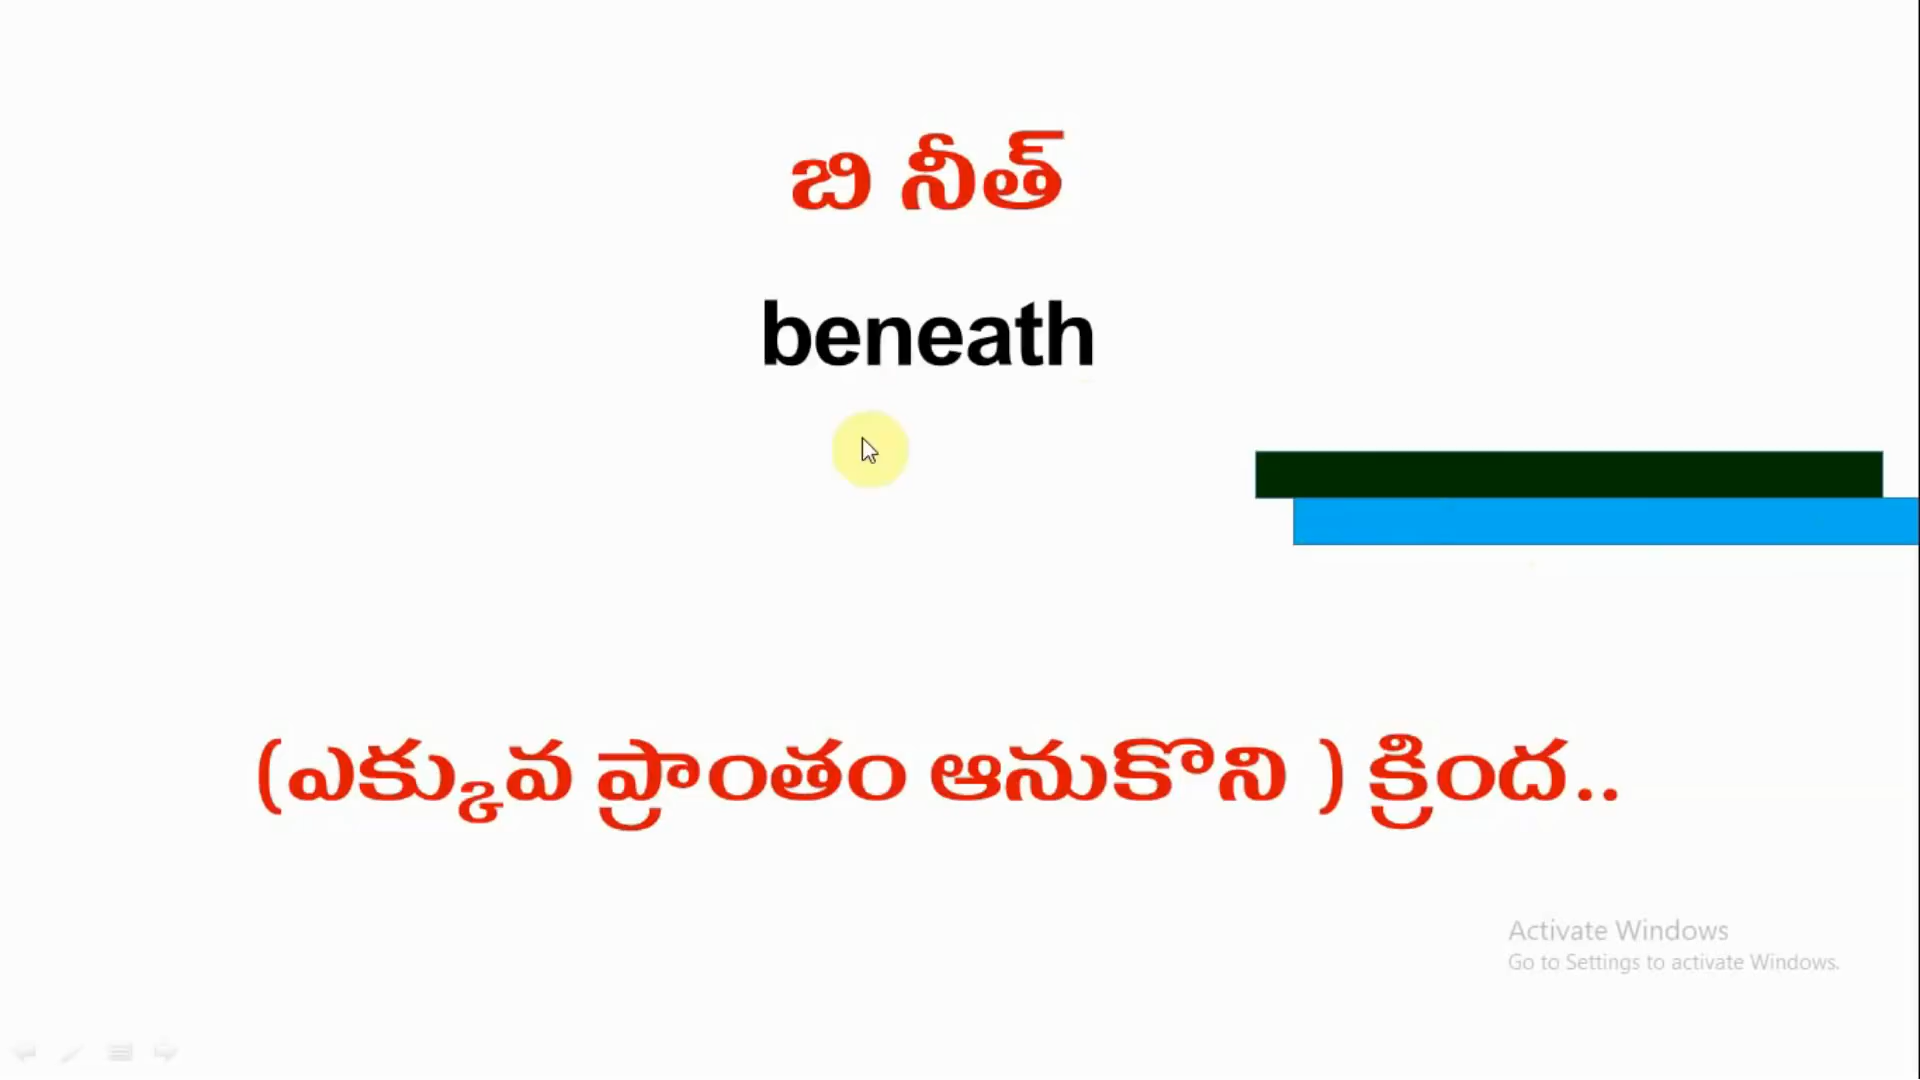 బి నీత్
beneath
(ఎక్కువ ప్రాంతం ఆనుకొని ) క్రింద..
Activate Windows
Go to Settings to activate Windows.